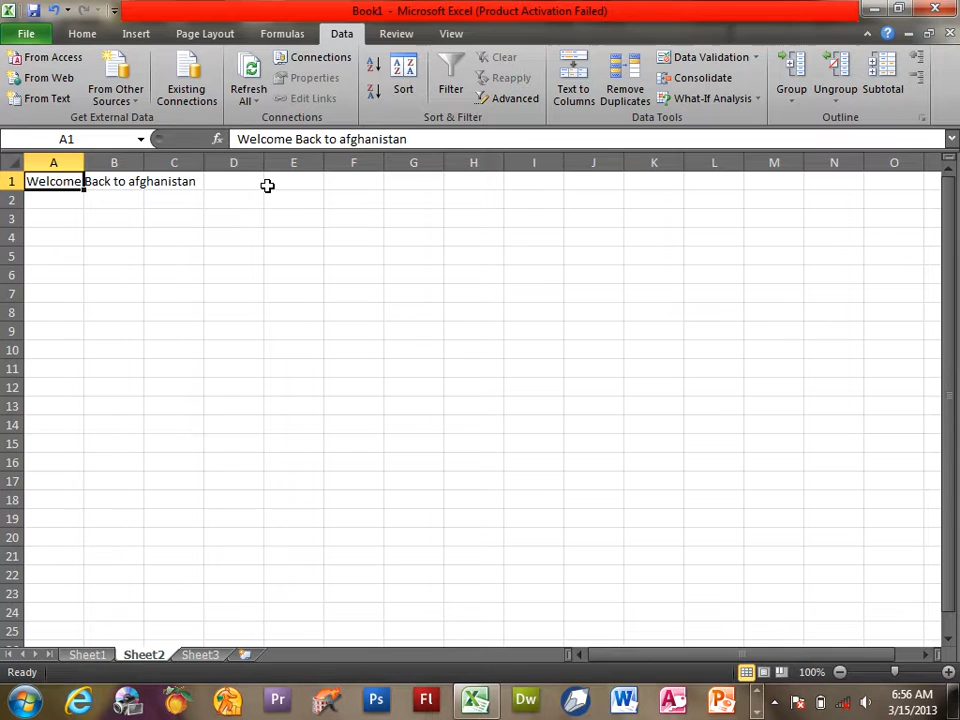 Book1 - Microsoft Excel (Product Activation Failed)
File Home Insert Page Layout Formulas Data Review View
From Access
From Web
From Text
From Other Sources
Existing Connections
Get External Data
Refresh All
Connections
Properties
Edit Links
Connections
Sort
Filter
Clear
Reapply
Advanced
Sort & Filter
Text to Columns
Remove Duplicates
Data Validation
Consolidate
What-If Analysis
Data Tools
Group
Ungroup
Subtotal
Outline
A1 fx Welcome Back to afghanistan
A B C D E F G H I J K L M N O
1 Welcome Back to afghanistan
2
3
4
5
6
7
8
9
10
11
12
13
14
15
16
17
18
19
20
21
22
23
24
25
Sheet1 Sheet2 Sheet3
Ready 100%
Pr Ps Fl Dw
6:56 AM
3/15/2013